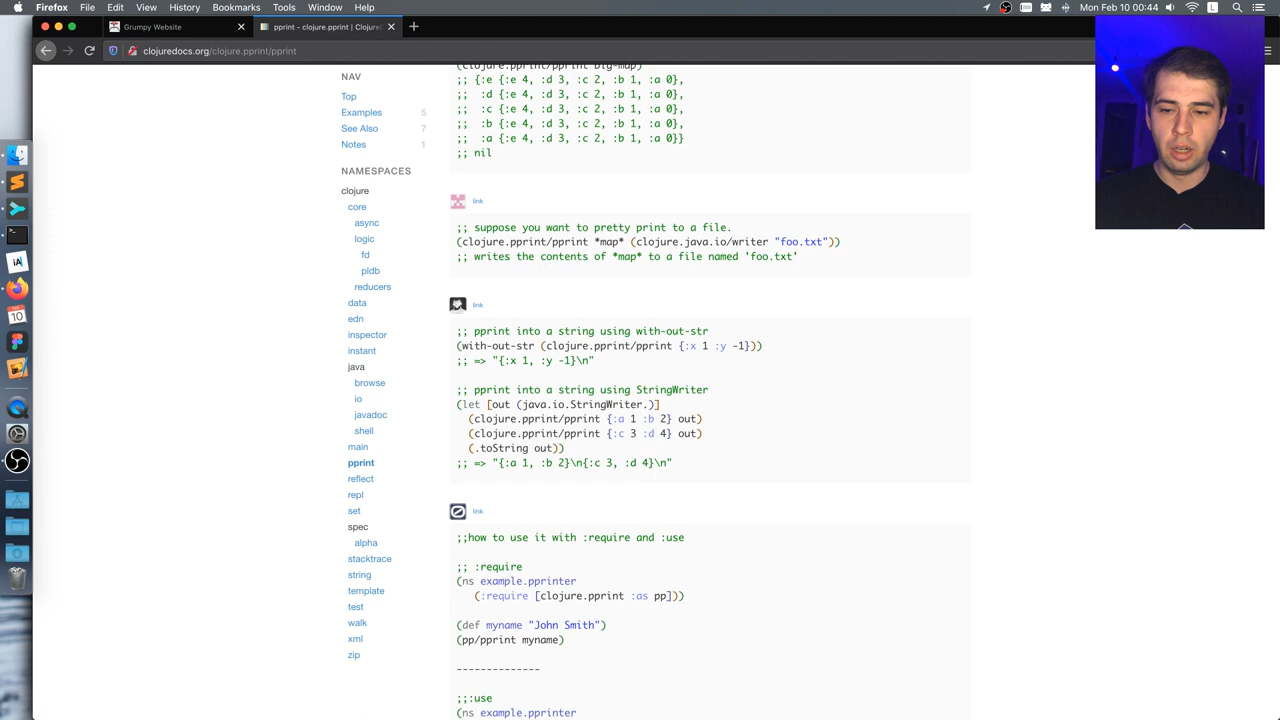 Firefox File Edit View History Bookmarks Tools Window Help
100% 00:44
Grumpy Website
pprint - clojure.pprint | Clojure
clojuredocs.org/clojure.pprint/pprint
NAV
Top
Examples 5
See Also 7
Notes 1
NAMESPACES
clojure
core
async
logic
fd
pldb
reducers
data
edn
inspector
instant
java
browse
io
javadoc
shell
main
pprint
reflect
repl
set
spec
alpha
stacktrace
string
template
test
walk
xml
zip
(clojure.pprint/pprint big-map)
;; {:e {:e 4, :d 3, :c 2, :b 1, :a 0},
;;  :d {:e 4, :d 3, :c 2, :b 1, :a 0},
;;  :c {:e 4, :d 3, :c 2, :b 1, :a 0},
;;  :b {:e 4, :d 3, :c 2, :b 1, :a 0},
;;  :a {:e 4, :d 3, :c 2, :b 1, :a 0}}
;; nil
link
;; suppose you want to pretty print to a file.
(clojure.pprint/pprint *map* (clojure.java.io/writer "foo.txt"))
;; writes the contents of *map* to a file named 'foo.txt'
link
;; pprint into a string using with-out-str
(with-out-str (clojure.pprint/pprint {:x 1 :y -1}))
;; => "{:x 1, :y -1}\n"
;; pprint into a string using StringWriter
(let [out (java.io.StringWriter.)]
(clojure.pprint/pprint {:a 1 :b 2} out)
(clojure.pprint/pprint {:c 3 :d 4} out)
(.toString out))
;; => "{:a 1, :b 2}\n{:c 3, :d 4}\n"
link
;;how to use it with :require and :use
;; :require
(ns example.pprinter
(:require [clojure.pprint :as pp]))
(def myname "John Smith")
(pp/pprint myname)
--------------
;;:use
(ns example.pprinter